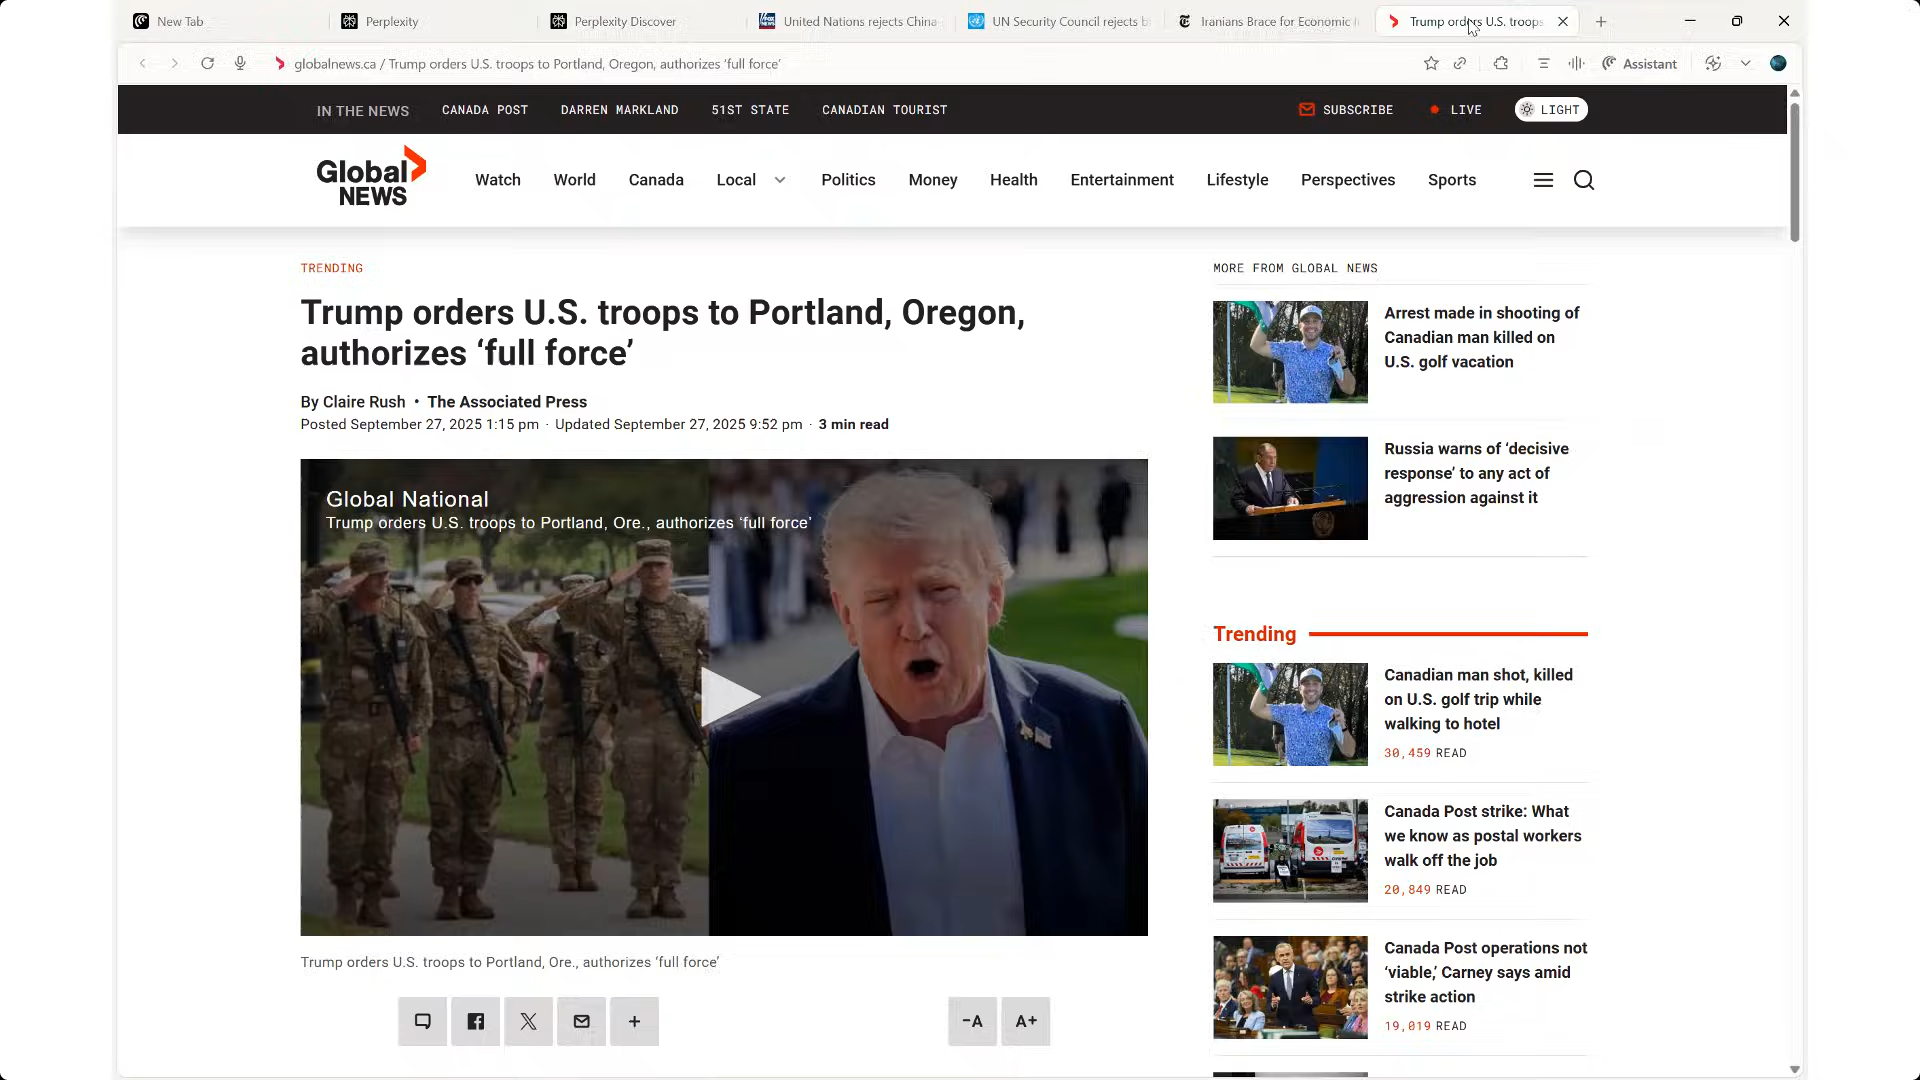 New Tab
Perplexity
Perplexity Discover
United Nations rejects China
UN Security Council rejects b
Iranians Brace for Economic
Trump orders U.S. troops
globalnews.ca / Trump orders U.S. troops to Portland, Oregon, authorizes ‘full force’
Assistant
IN THE NEWS
CANADA POST
DARREN MARKLAND
51ST STATE
CANADIAN TOURIST
SUBSCRIBE
LIVE
LIGHT
Global
NEWS
Watch
World
Canada
Local
Politics
Money
Health
Entertainment
Lifestyle
Perspectives
Sports
TRENDING
Trump orders U.S. troops to Portland, Oregon,
authorizes ‘full force’
By Claire Rush • The Associated Press
Posted September 27, 2025 1:15 pm · Updated September 27, 2025 9:52 pm · 3 min read
Global National
Trump orders U.S. troops to Portland, Ore., authorizes ‘full force’
Trump orders U.S. troops to Portland, Ore., authorizes ‘full force’
-A
A+
MORE FROM GLOBAL NEWS
Arrest made in shooting of
Canadian man killed on
U.S. golf vacation
Russia warns of ‘decisive
response’ to any act of
aggression against it
Trending
Canadian man shot, killed
on U.S. golf trip while
walking to hotel
30,459 READ
Canada Post strike: What
we know as postal workers
walk off the job
20,849 READ
Canada Post operations not
‘viable,’ Carney says amid
strike action
19,019 READ